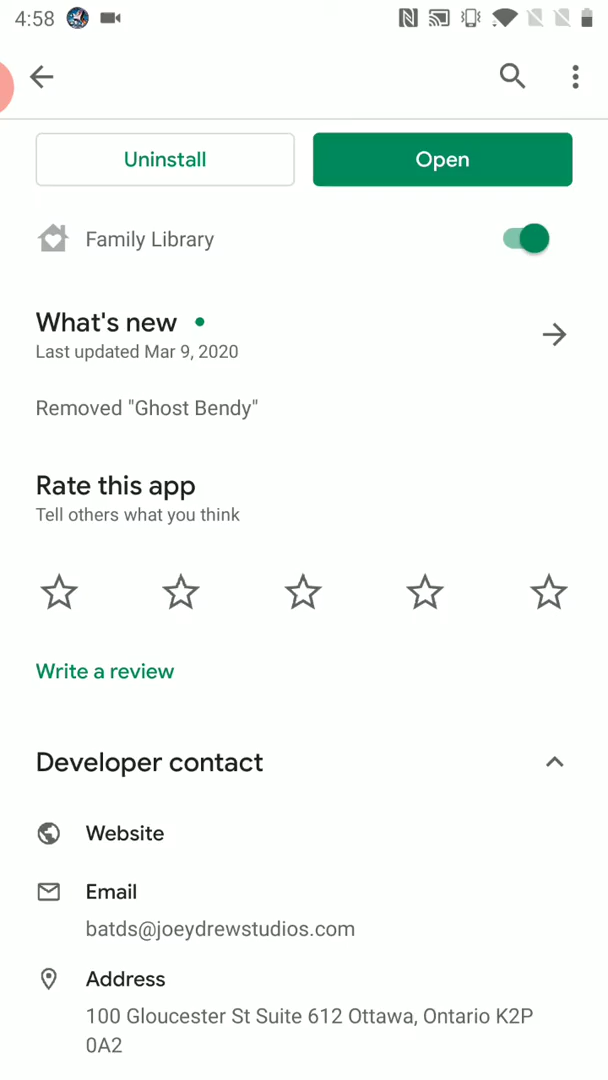 4:58
Uninstall
Open
Family Library
What's new
Last updated Mar 9, 2020
Removed "Ghost Bendy"
Rate this app
Tell others what you think
Write a review
Developer contact
Website
Email
batds@joeydrewstudios.com
Address
100 Gloucester St Suite 612 Ottawa, Ontario K2P
0A2